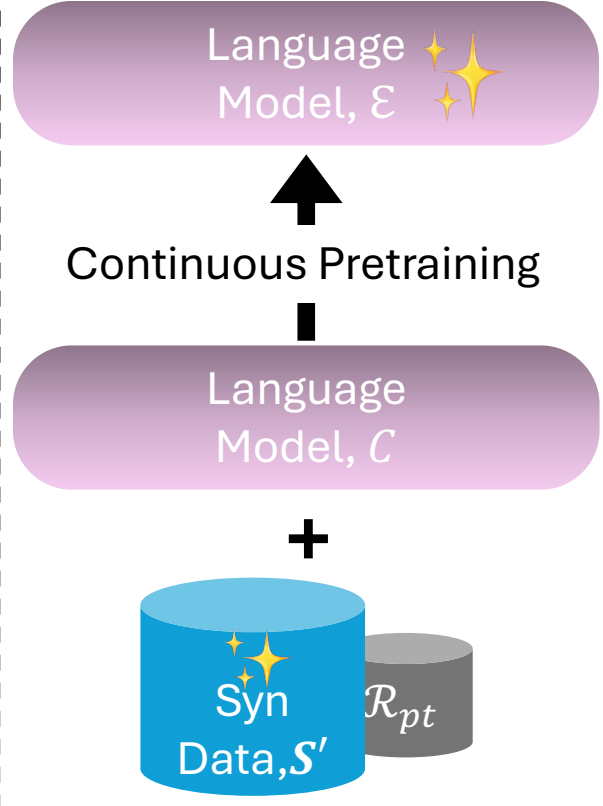 Language
Model, ℰ
Continuous Pretraining
Language
Model, C
+
Syn
Data,S′
ℛpt